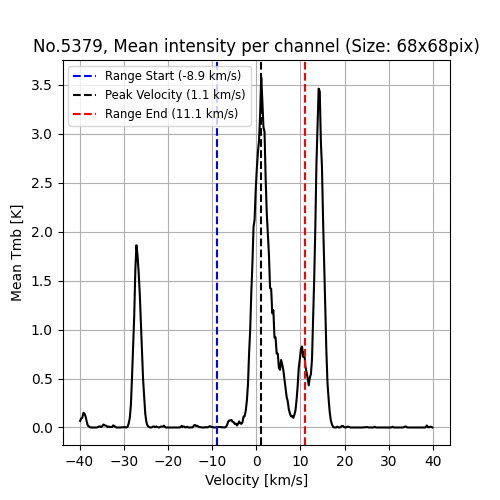 No.5379, Mean intensity per channel (Size: 68x68pix)
Range Start (-8.9 km/s)
Peak Velocity (1.1 km/s)
Range End (11.1 km/s)
Mean Tmb [K]
3.5
3.0
2.5
2.0
1.5
1.0
0.5
0.0
−40 −30 −20 −10 0 10 20 30 40
Velocity [km/s]